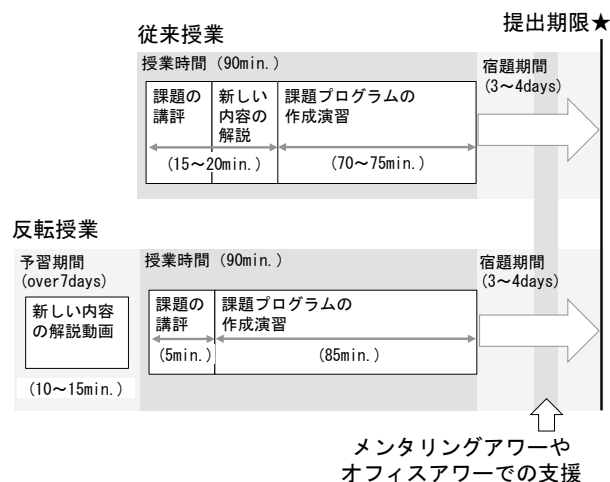 提出期限★
従来授業
授業時間 (90min.)
宿題期間
(3～4days)
課題の
講評
新しい
内容の
解説
課題プログラムの
作成演習
(15～20min.)
(70～75min.)
反転授業
予習期間
(over7days)
新しい内容
の解説動画
(10～15min.)
授業時間 (90min.)
課題の
講評
課題プログラムの
作成演習
(5min.)
(85min.)
宿題期間
(3～4days)
メンタリングアワーや
オフィスアワーでの支援